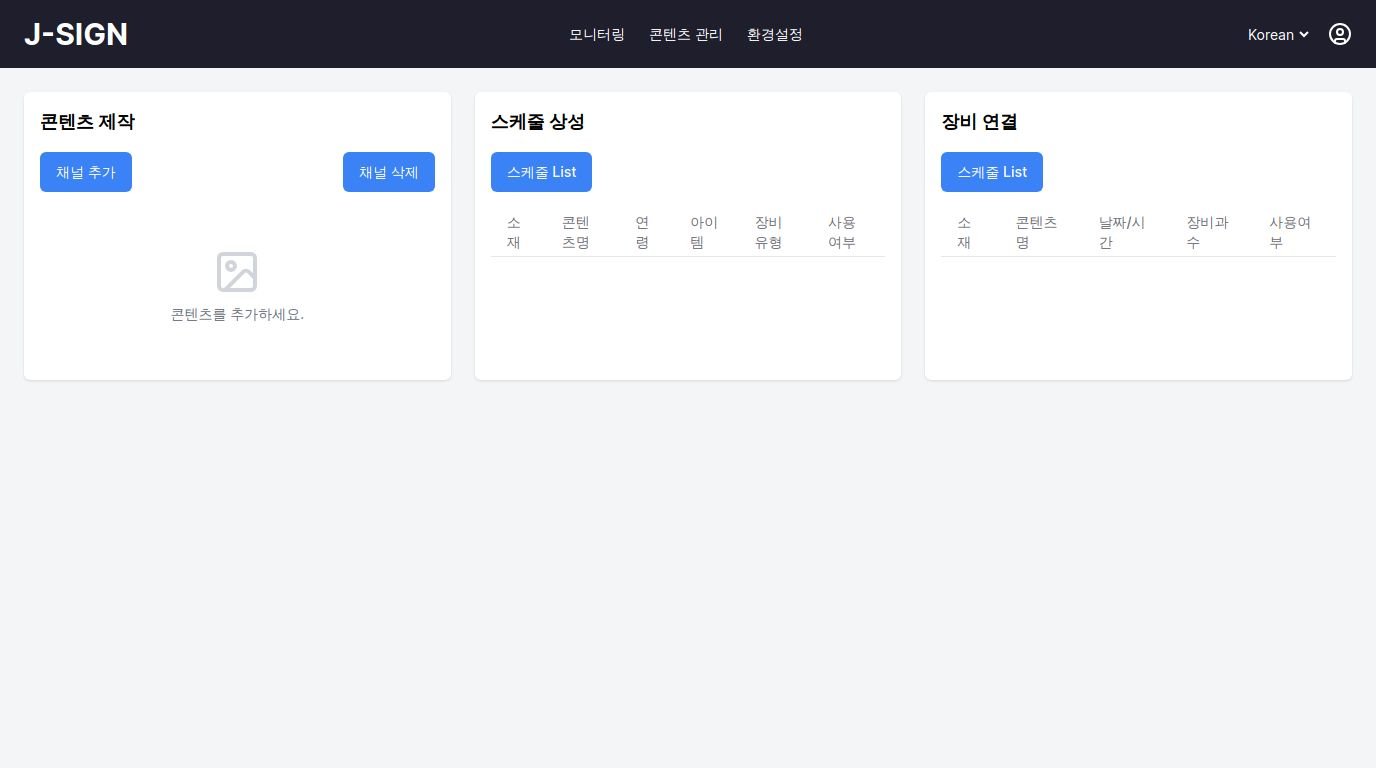 J-SIGN
모니터링 콘텐츠 관리 환경설정
Korean
콘텐츠 제작
채널 추가 채널 삭제
콘텐츠를 추가하세요.
스케줄 상성
스케줄 List
소재 콘텐츠명 연령 아이템 장비유형 사용여부
장비 연결
스케줄 List
소재 콘텐츠명 날짜/시간 장비과수 사용여부